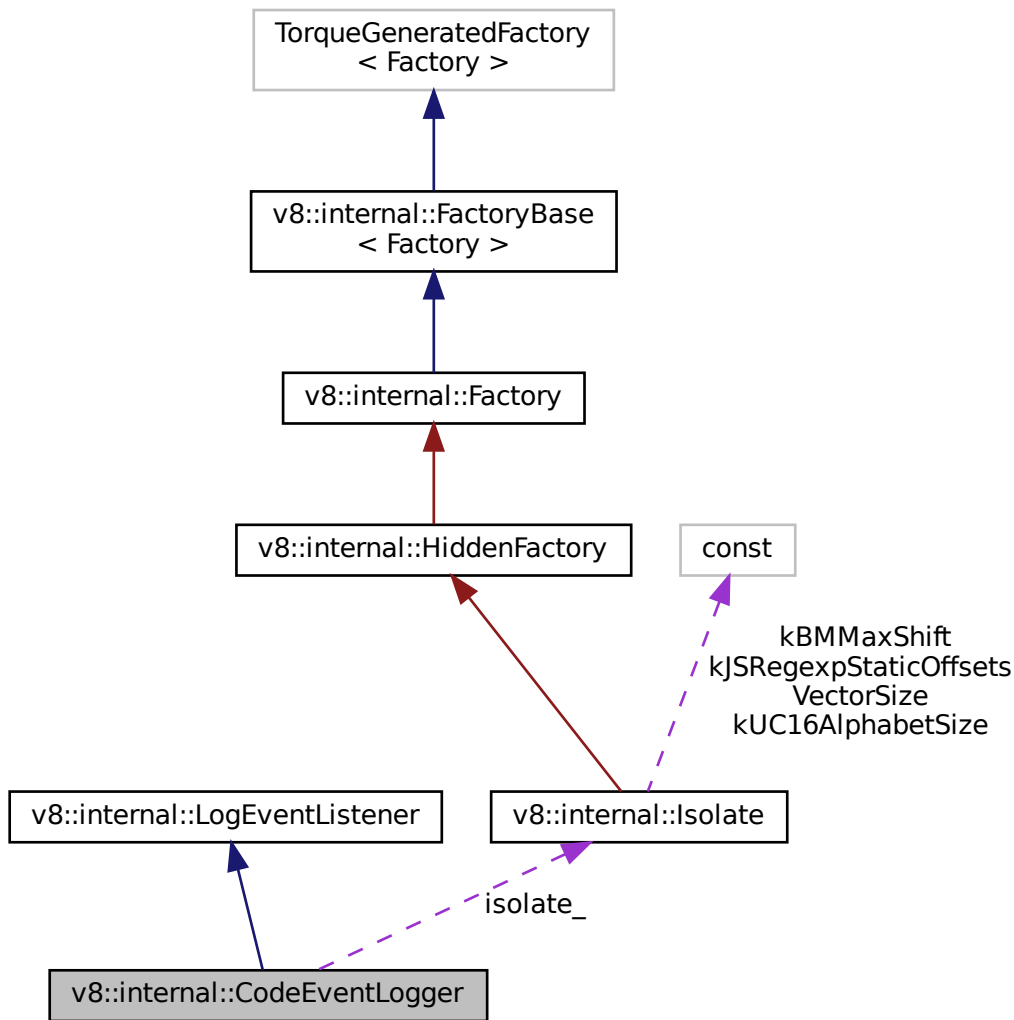 TorqueGeneratedFactory
< Factory >
v8::internal::FactoryBase
< Factory >
v8::internal::Factory
v8::internal::HiddenFactory
const
kBMMaxShift
kJSRegexpStaticOffsets
VectorSize
kUC16AlphabetSize
v8::internal::LogEventListener
v8::internal::Isolate
isolate_
v8::internal::CodeEventLogger